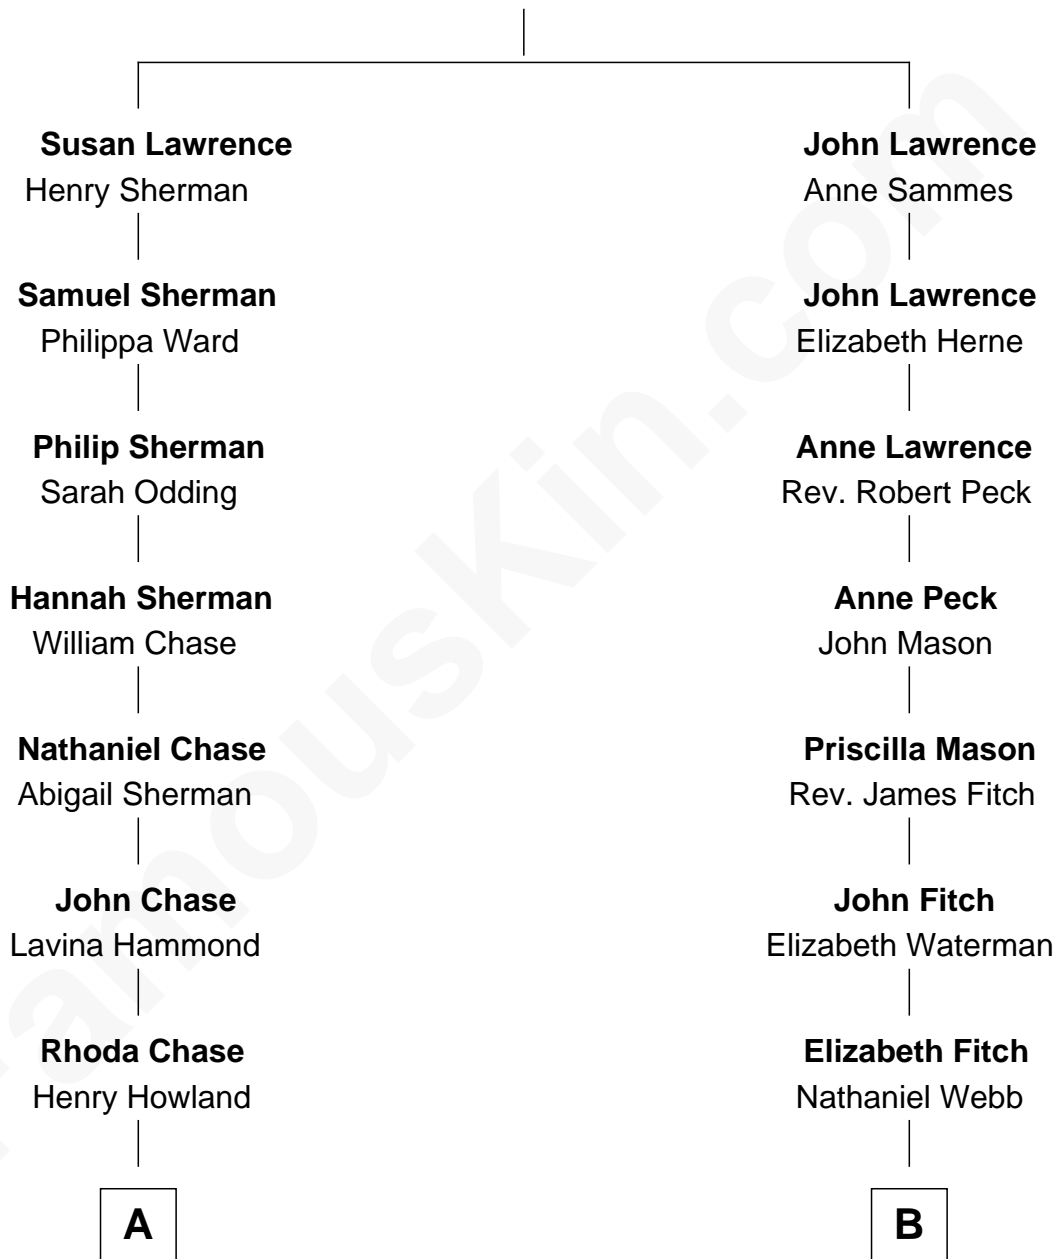 Susan Lawrence
Henry Sherman
Samuel Sherman
Philippa Ward
Philip Sherman
Sarah Odding
Hannah Sherman
William Chase
Nathaniel Chase
Abigail Sherman
John Chase
Lavina Hammond
Rhoda Chase
Henry Howland
A
John Lawrence
Anne Sammes
John Lawrence
Elizabeth Herne
Anne Lawrence
Rev. Robert Peck
Anne Peck
John Mason
Priscilla Mason
Rev. James Fitch
John Fitch
Elizabeth Waterman
Elizabeth Fitch
Nathaniel Webb
B
FamousKin.com